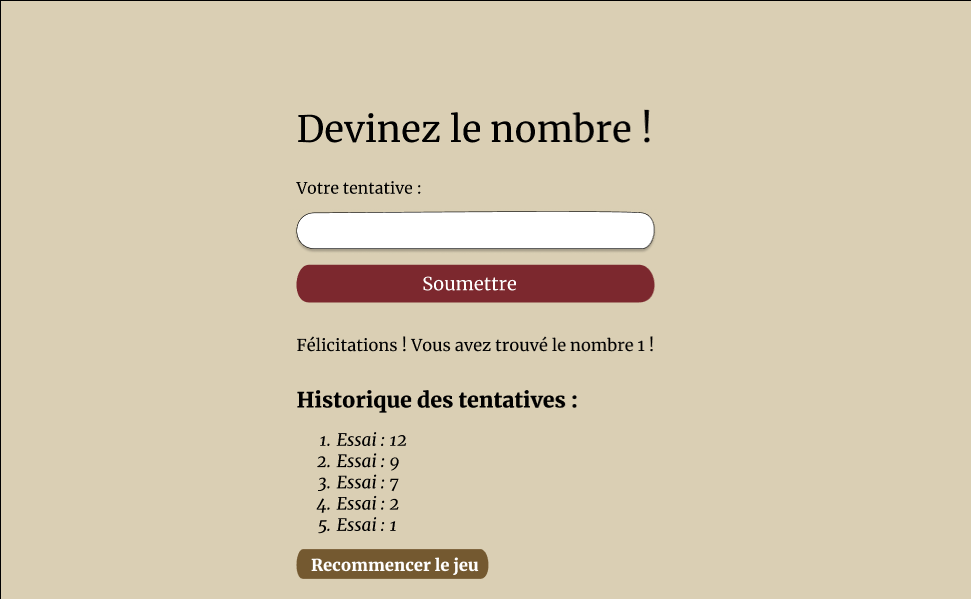 Devinez le nombre !
Votre tentative :
Soumettre
Félicitations ! Vous avez trouvé le nombre 1 !
Historique des tentatives :
1. Essai : 12
2. Essai : 9
3. Essai : 7
4. Essai : 2
5. Essai : 1
Recommencer le jeu